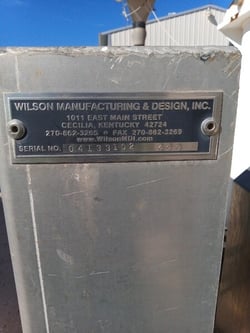 WILSON MANUFACTURING & DESIGN, INC.
1011 EAST MAIN STREET
CECILIA, KENTUCKY 42724
270-862-3265 • FAX 270-862-3269
www.WilsonMDI.com
SERIAL NO.